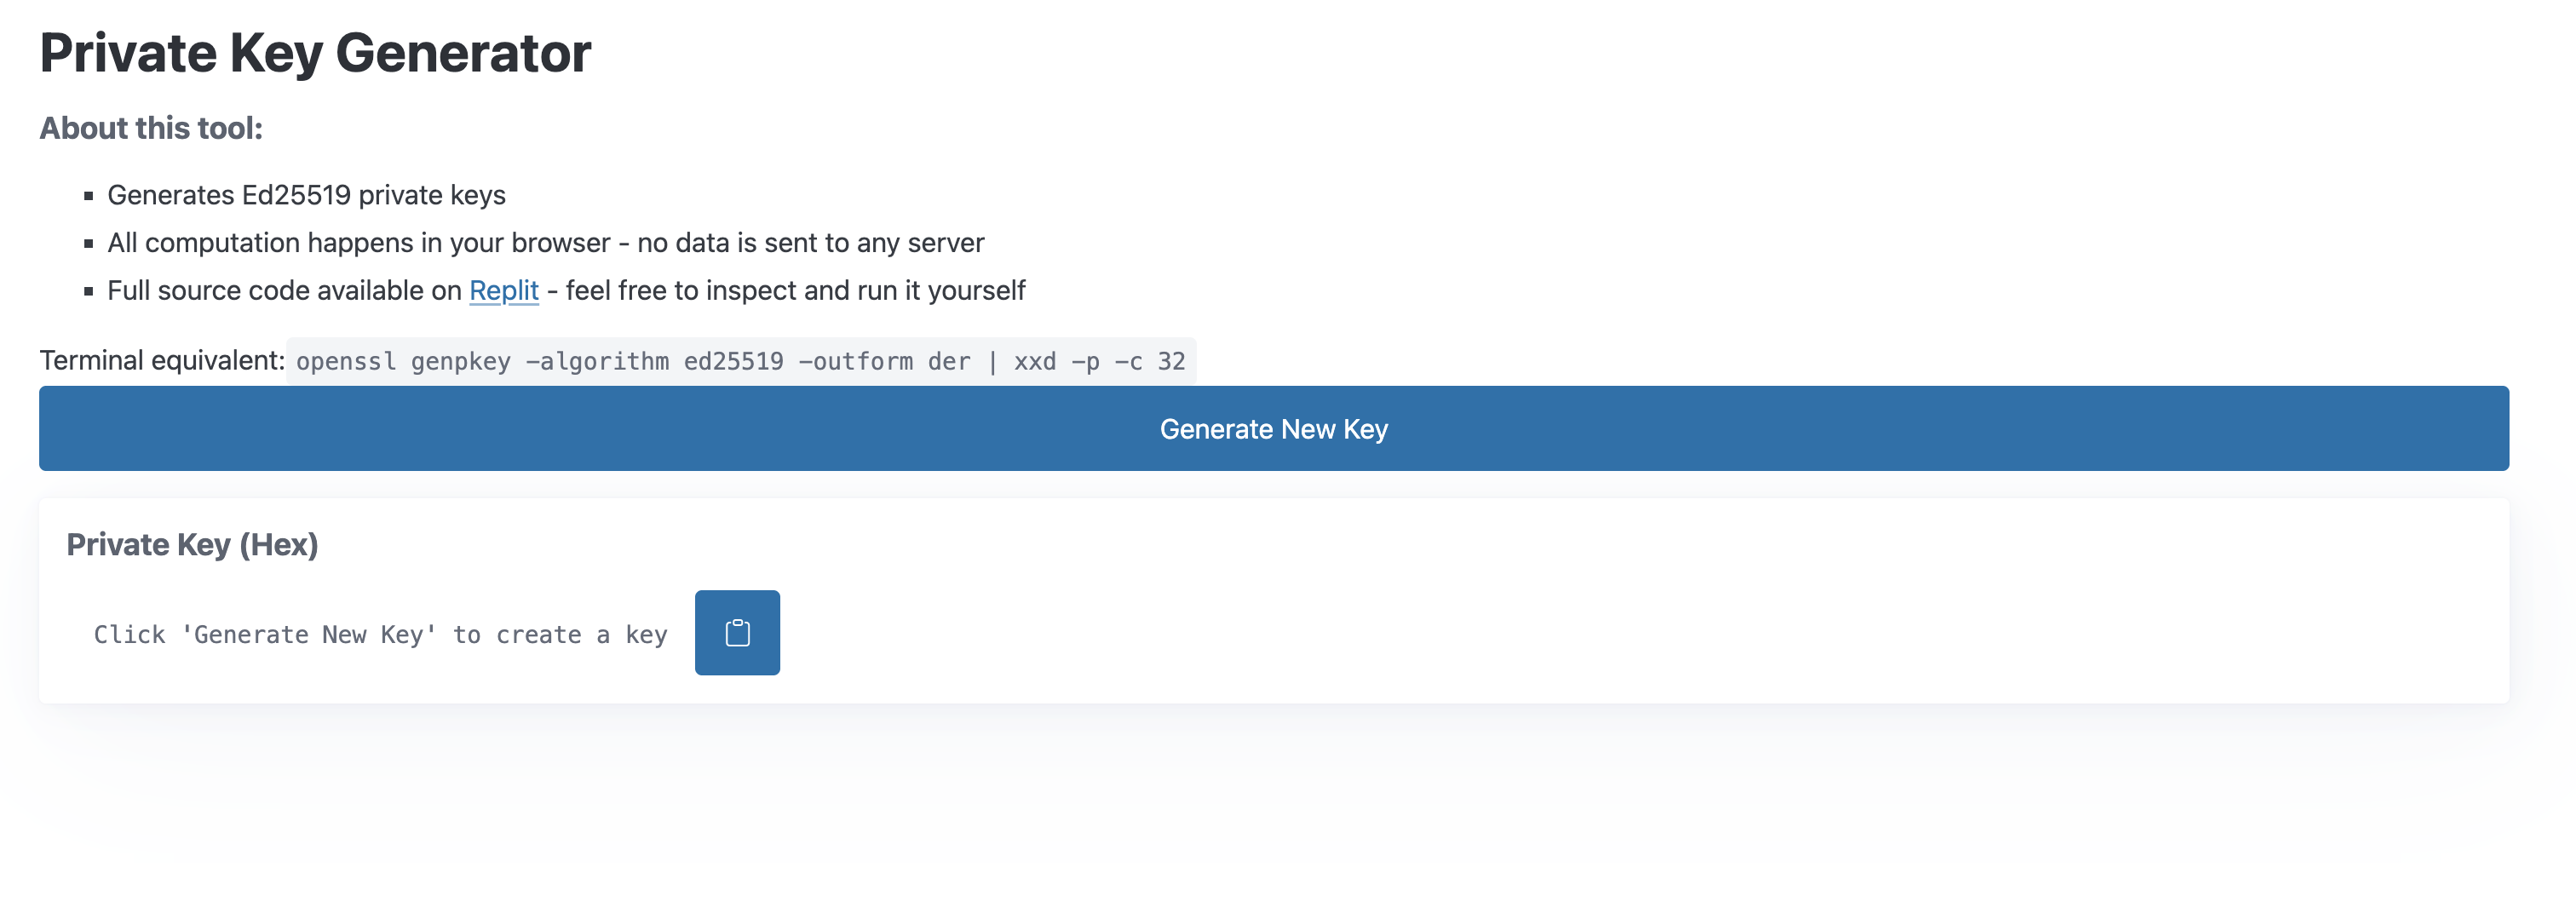 Private Key Generator
About this tool:
Generates Ed25519 private keys
All computation happens in your browser - no data is sent to any server
Full source code available on Replit - feel free to inspect and run it yourself
Terminal equivalent: openssl genpkey -algorithm ed25519 -outform der | xxd -p -c 32
Generate New Key
Private Key (Hex)
Click 'Generate New Key' to create a key